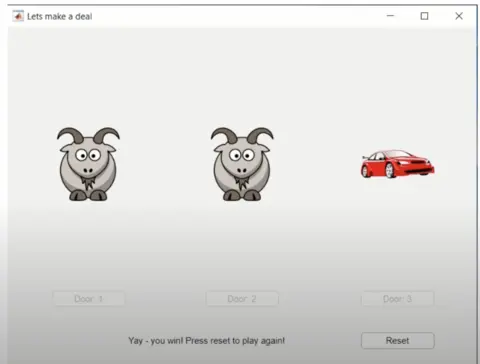 Lets make a deal
Door: 1 Door: 2 Door: 3
Yay - you win! Press reset to play again! Reset